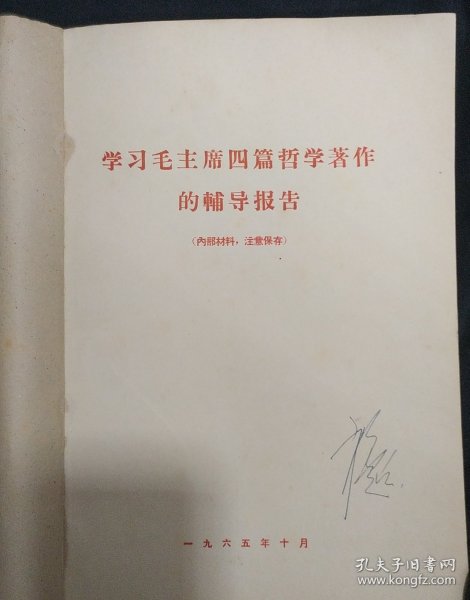 学习毛主席四篇哲学著作
的輔导报告
（內部材料，注意保存）
一九六五年十月
孔夫子旧书网
www.kongfz.com